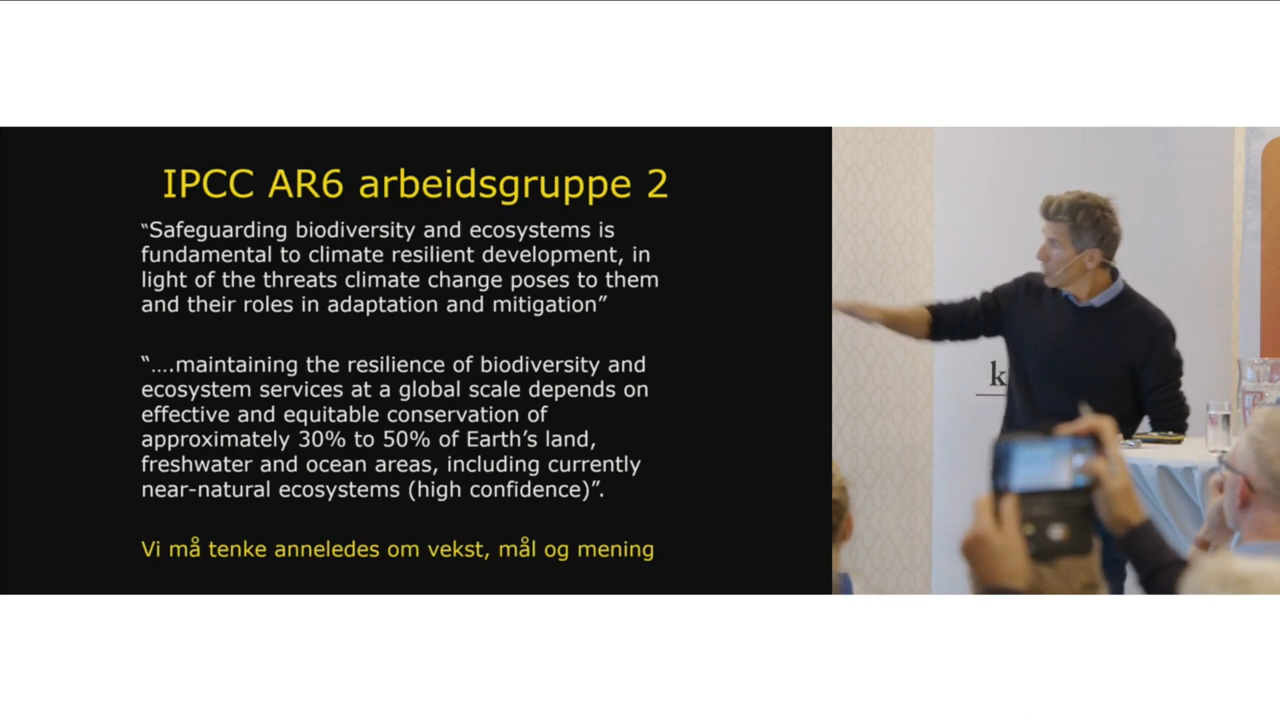 IPCC AR6 arbeidsgruppe 2
“Safeguarding biodiversity and ecosystems is
fundamental to climate resilient development, in
light of the threats climate change poses to them
and their roles in adaptation and mitigation”
“….maintaining the resilience of biodiversity and
ecosystem services at a global scale depends on
effective and equitable conservation of
approximately 30% to 50% of Earth’s land,
freshwater and ocean areas, including currently
near-natural ecosystems (high confidence)”.
Vi må tenke anneledes om vekst, mål og mening
k